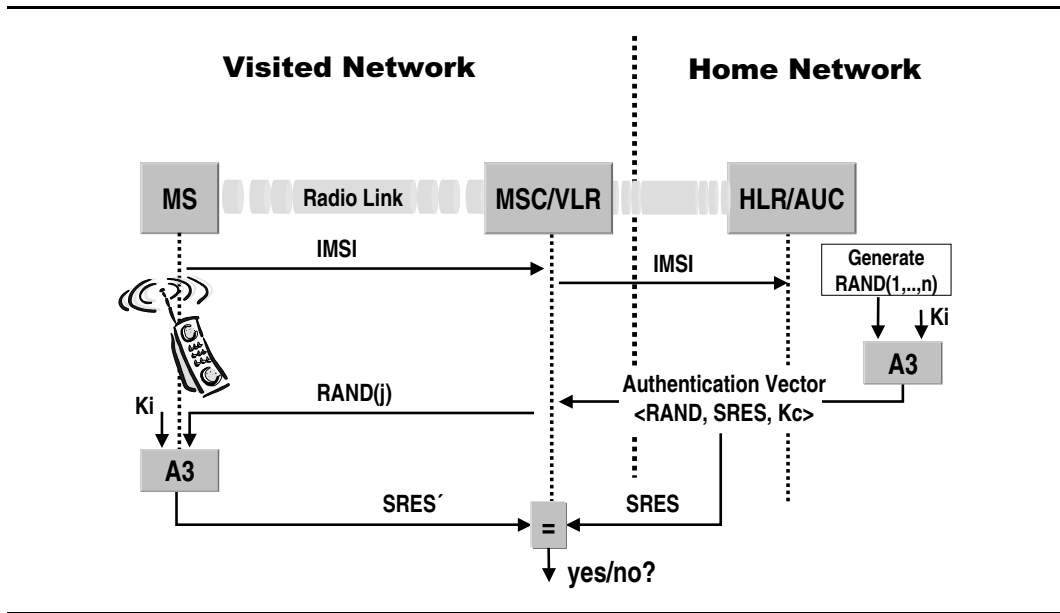 Visited Network
Home Network
MS
Radio Link
MSC/VLR
HLR/AUC
IMSI
IMSI
Generate
RAND(1,..,n)
Ki
A3
Authentication Vector
<RAND, SRES, Kc>
RAND(j)
Ki
A3
SRES´
SRES
=
yes/no?